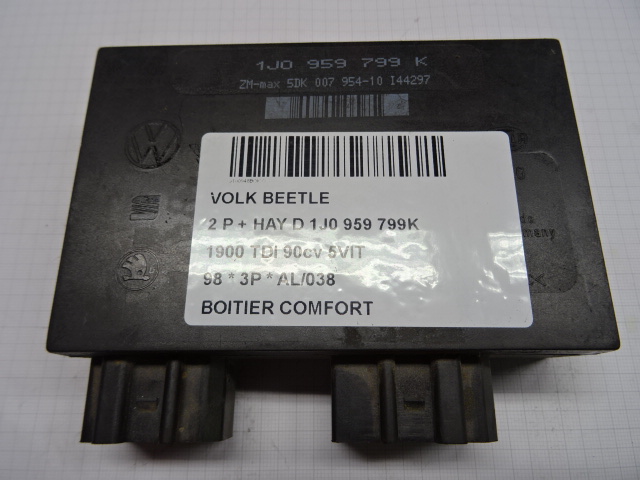 1J0 959 799 K
ZM-max 5DK 007 954-10 I44297
VOLK BEETLE
2 P + HAY D 1J0 959 799K
1900 TDI 90cv 5VIT
98 * 3P * AL/038
BOITIER COMFORT